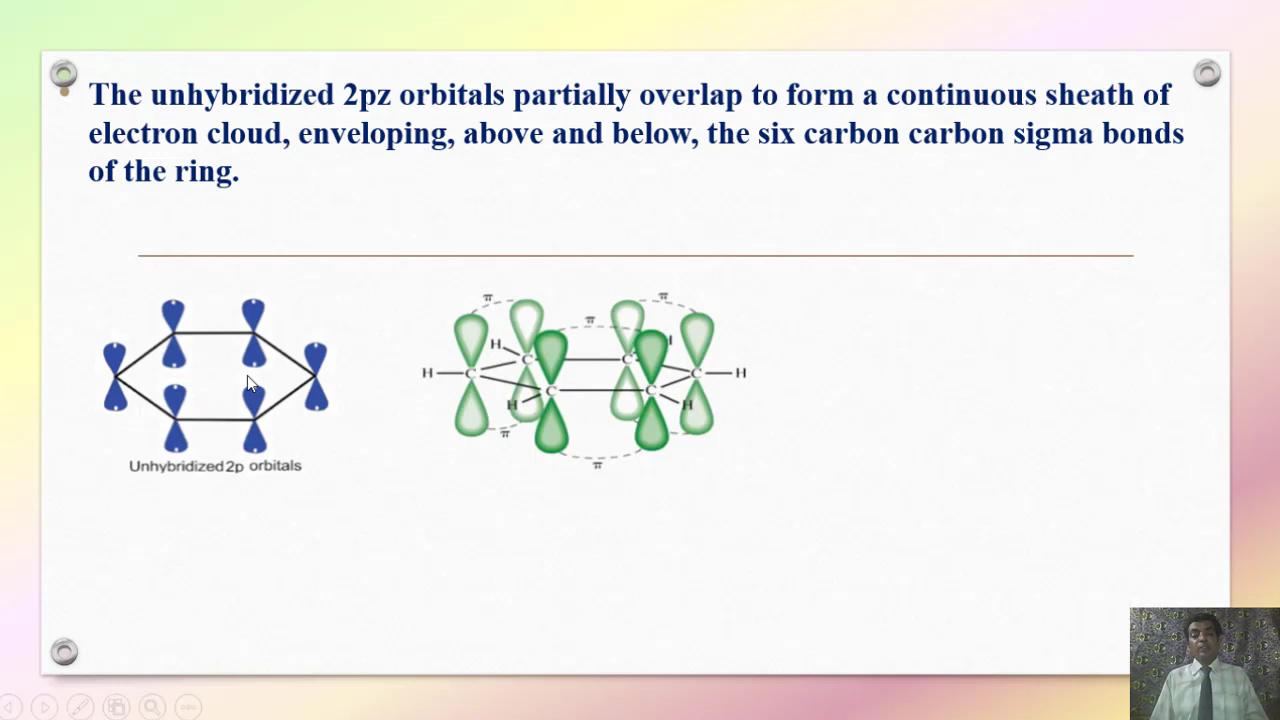 The unhybridized 2pz orbitals partially overlap to form a continuous sheath of
electron cloud, enveloping, above and below, the six carbon carbon sigma bonds
of the ring.
π π
π
H H
C C
H C C H
C C
H H
π
π
Unhybridized 2p orbitals